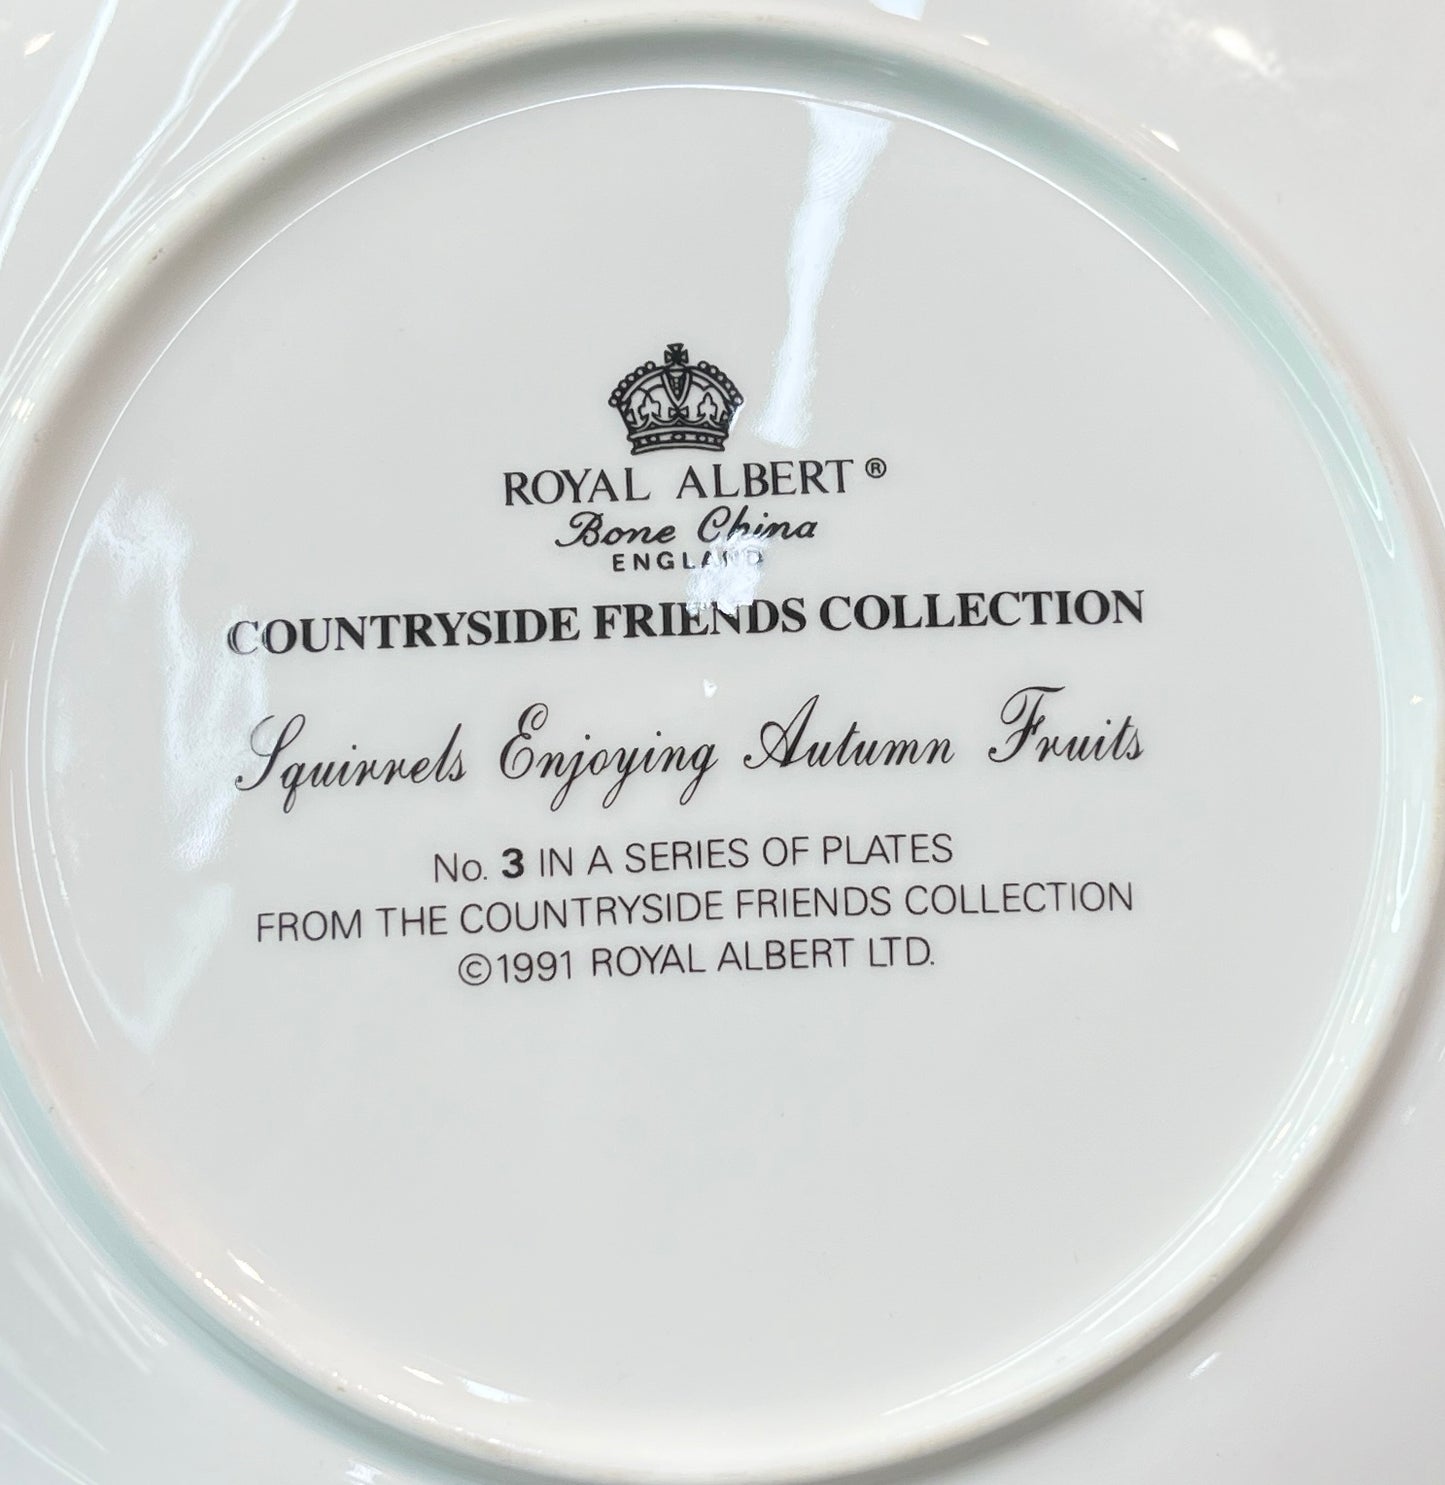 ROYAL ALBERT ®
Bone China
ENGLAND
COUNTRYSIDE FRIENDS COLLECTION
Squirrels Enjoying Autumn Fruits
No. 3 IN A SERIES OF PLATES
FROM THE COUNTRYSIDE FRIENDS COLLECTION
©1991 ROYAL ALBERT LTD.